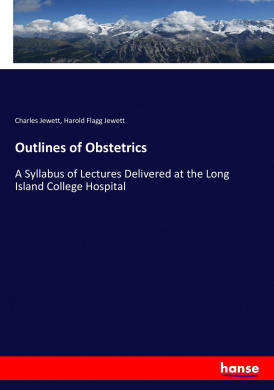 Charles Jewett, Harold Flagg Jewett
Outlines of Obstetrics
A Syllabus of Lectures Delivered at the Long
Island College Hospital
hanse